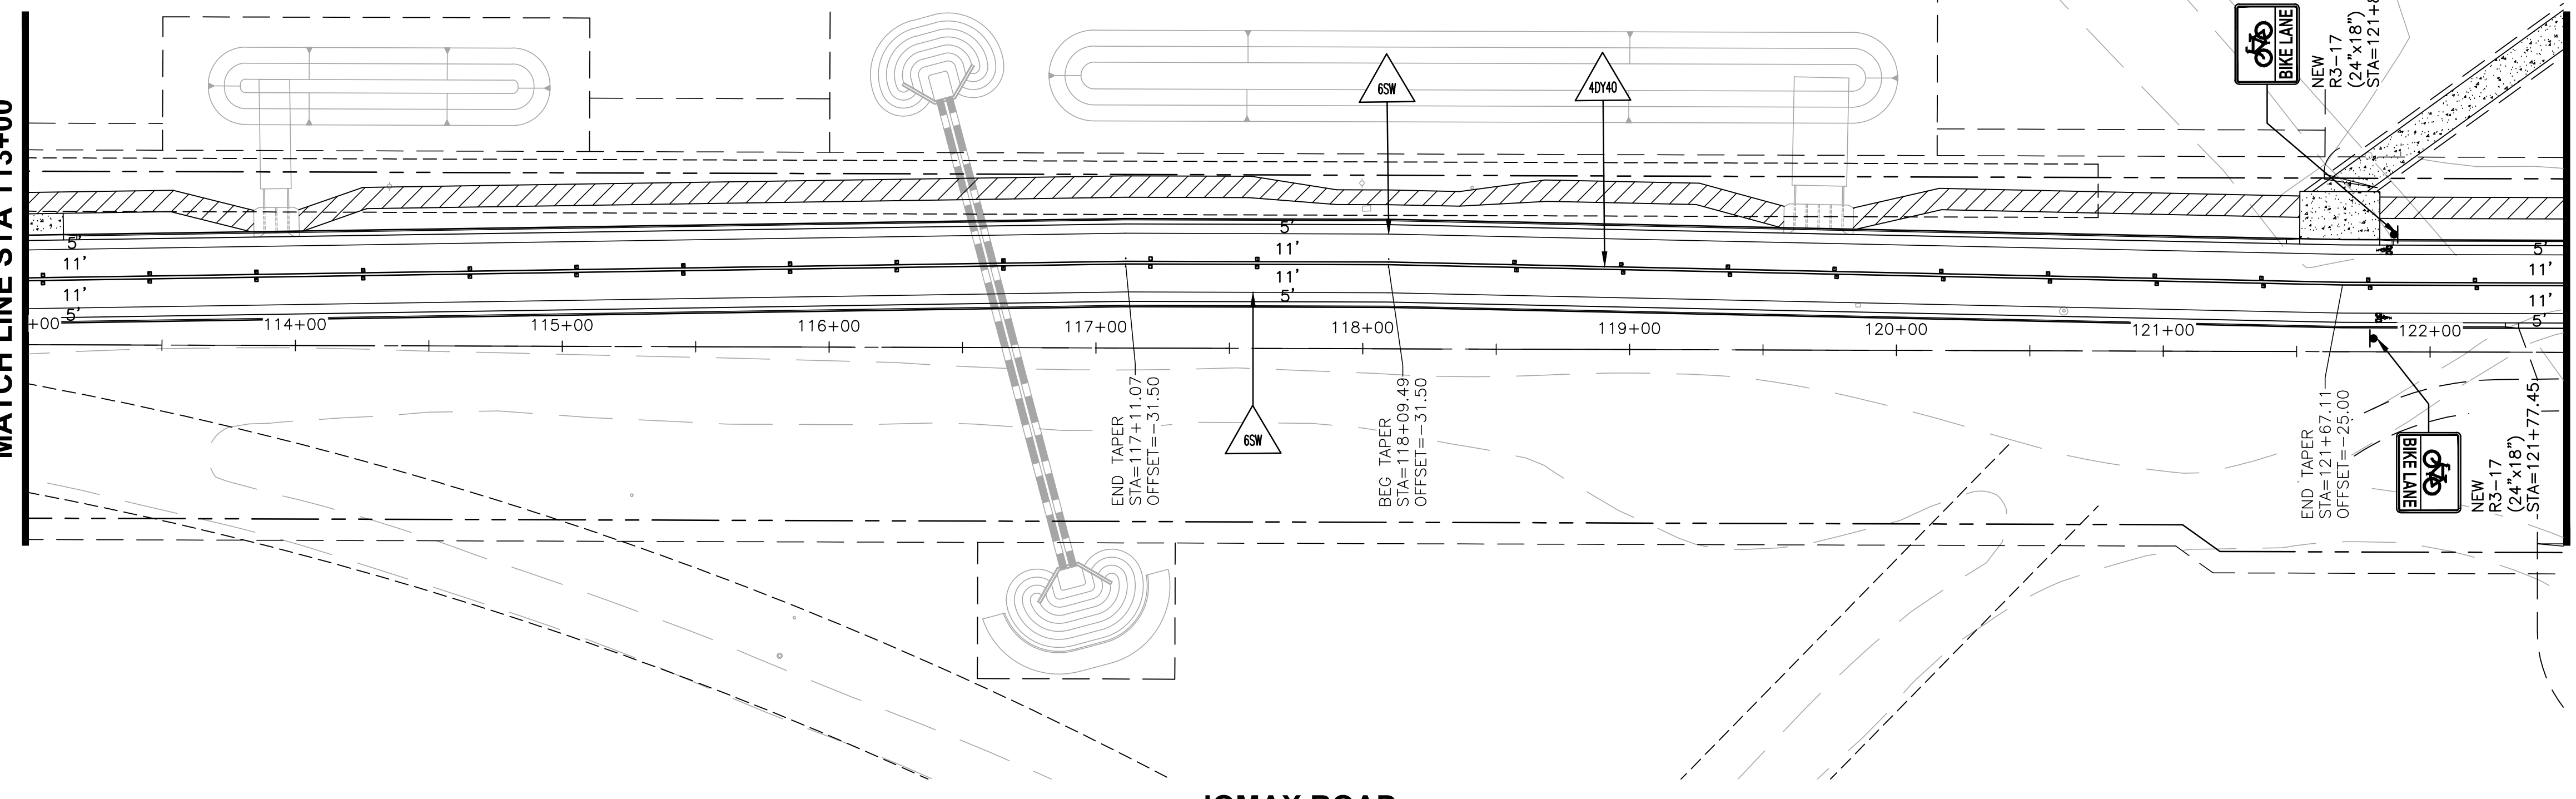 MATCH LINE STA 113+00
6SW
4DY40
BIKE LANE
NEW
R3-17
(24"x18")
5'
11'
11'
5'
5'
11'
11'
5'
5'
11'
11'
5'
+00
114+00
115+00
116+00
117+00
118+00
119+00
120+00
121+00
122+00
END TAPER
STA=117+11.07
OFFSET=-31.50
6SW
BEG TAPER
STA=118+09.49
OFFSET=-31.50
END TAPER
STA=121+67.11
OFFSET=-25.00
BIKE LANE
NEW
R3-17
(24"x18")
STA=121+77.45
JOMAX ROAD